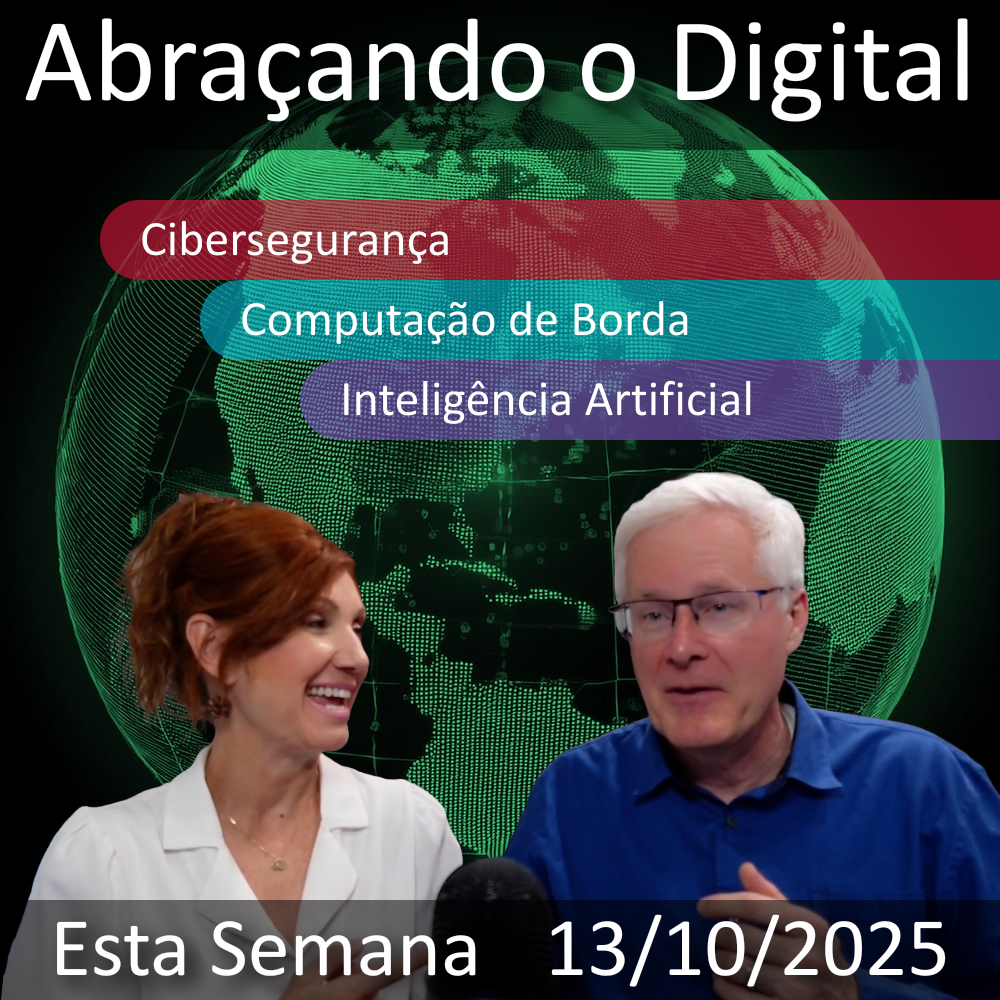 Abraçando o Digital
Cibersegurança
Computação de Borda
Inteligência Artificial
Esta Semana 13/10/2025